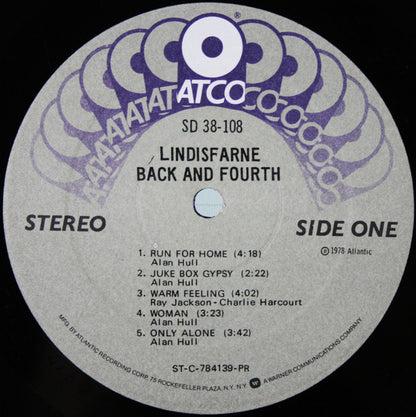 ATCO
SD 38-108
LINDISFARNE
BACK AND FOURTH
STEREO
SIDE ONE
℗1978 Atlantic
1. RUN FOR HOME (4:18)
Alan Hull
2. JUKE BOX GYPSY (2:22)
Alan Hull
3. WARM FEELING (4:02)
Ray Jackson-Charlie Harcourt
4. WOMAN (3:23)
Alan Hull
5. ONLY ALONE (3:42)
Alan Hull
ST-C-784139-PR
MFG. BY ATLANTIC RECORDING CORP. 75 ROCKEFELLER PLAZA, N.Y. N.Y. A WARNER COMMUNICATIONS COMPANY